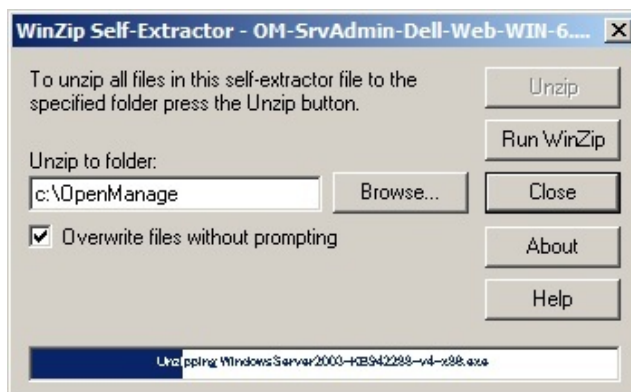 WinZip Self-Extractor - OM-SrvAdmin-Dell-Web-WIN-6....
To unzip all files in this self-extractor file to the
specified folder press the Unzip button.
Unzip
Run WinZip
Unzip to folder:
c:\OpenManage
Browse...
Close
Overwrite files without prompting
About
Help
Unzipping WindowsServer2003-KB942288-v4-x86.exe